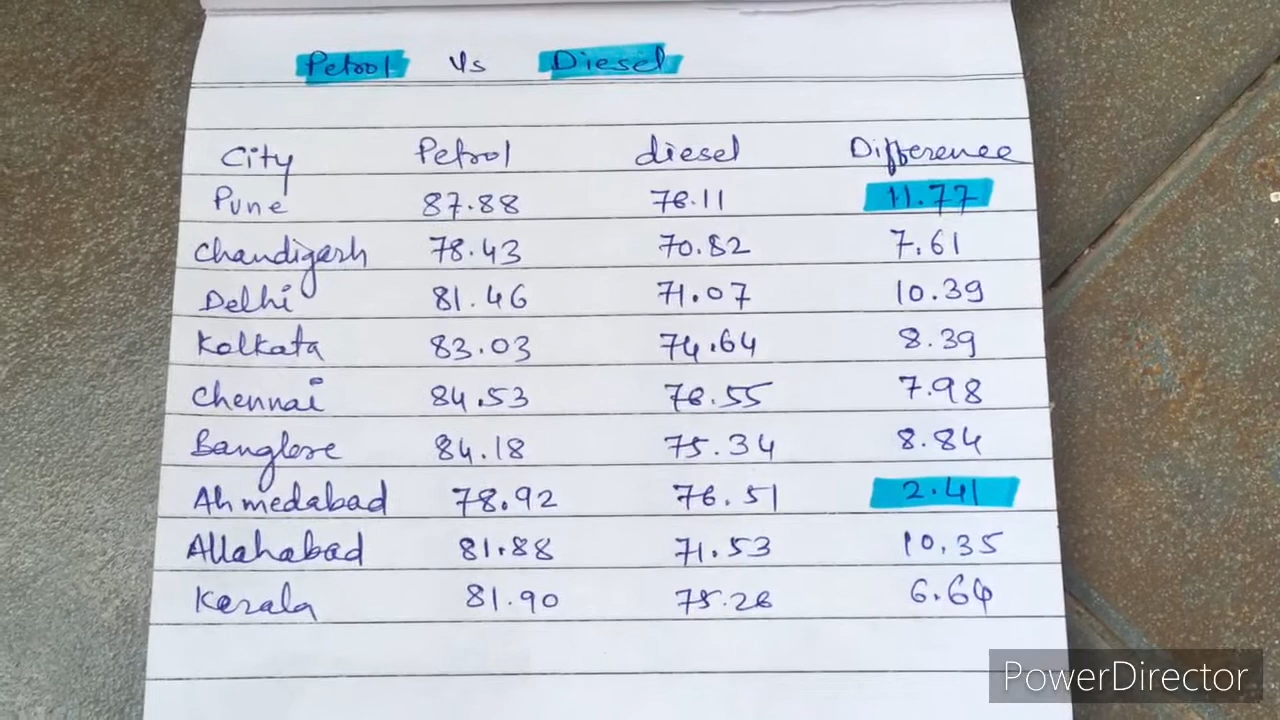 Petrol Vs Diesel
City Petrol diesel Difference
Pune 87.88 76.11 11.77
Chandigarh 78.43 70.82 7.61
Delhi 81.46 71.07 10.39
Kolkata 83.03 74.64 8.39
Chennai 84.53 76.55 7.98
Banglore 84.18 75.34 8.84
Ahmedabad 78.92 76.51 2.41
Allahabad 81.88 71.53 10.35
Kerala 81.90 75.26 6.64
PowerDirector